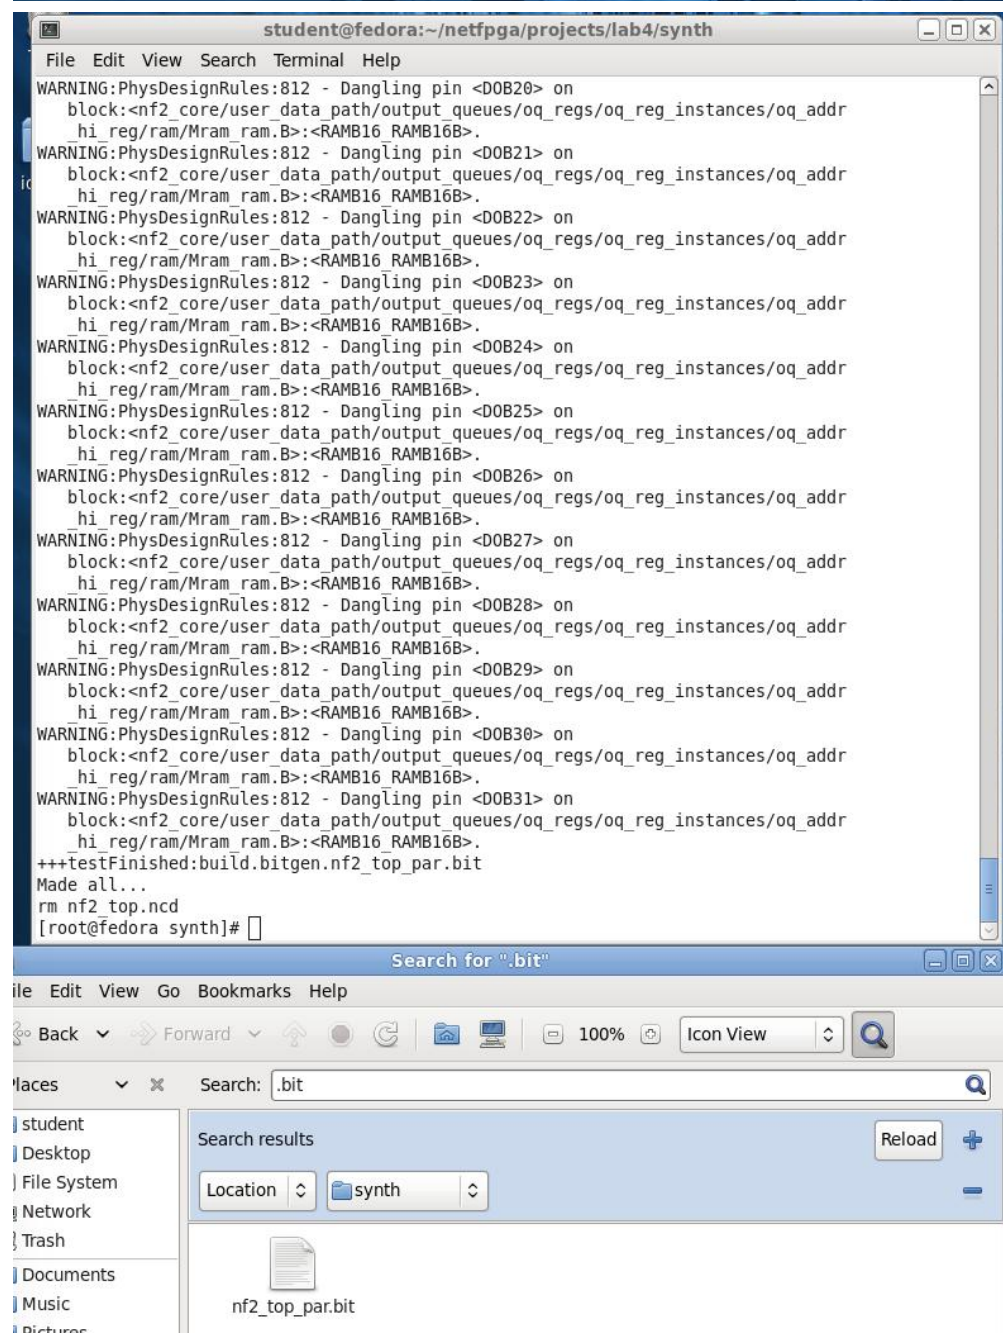 student@fedora:~/netfpga/projects/lab4/synth
File Edit View Search Terminal Help
WARNING:PhysDesignRules:812 - Dangling pin <DOB20> on
block:<nf2_core/user_data_path/output_queues/oq_regs/oq_reg_instances/oq_addr
_hi_reg/ram/Mram_ram.B>:<RAMB16_RAMB16B>.
WARNING:PhysDesignRules:812 - Dangling pin <DOB21> on
block:<nf2_core/user_data_path/output_queues/oq_regs/oq_reg_instances/oq_addr
_hi_reg/ram/Mram_ram.B>:<RAMB16_RAMB16B>.
WARNING:PhysDesignRules:812 - Dangling pin <DOB22> on
block:<nf2_core/user_data_path/output_queues/oq_regs/oq_reg_instances/oq_addr
_hi_reg/ram/Mram_ram.B>:<RAMB16_RAMB16B>.
WARNING:PhysDesignRules:812 - Dangling pin <DOB23> on
block:<nf2_core/user_data_path/output_queues/oq_regs/oq_reg_instances/oq_addr
_hi_reg/ram/Mram_ram.B>:<RAMB16_RAMB16B>.
WARNING:PhysDesignRules:812 - Dangling pin <DOB24> on
block:<nf2_core/user_data_path/output_queues/oq_regs/oq_reg_instances/oq_addr
_hi_reg/ram/Mram_ram.B>:<RAMB16_RAMB16B>.
WARNING:PhysDesignRules:812 - Dangling pin <DOB25> on
block:<nf2_core/user_data_path/output_queues/oq_regs/oq_reg_instances/oq_addr
_hi_reg/ram/Mram_ram.B>:<RAMB16_RAMB16B>.
WARNING:PhysDesignRules:812 - Dangling pin <DOB26> on
block:<nf2_core/user_data_path/output_queues/oq_regs/oq_reg_instances/oq_addr
_hi_reg/ram/Mram_ram.B>:<RAMB16_RAMB16B>.
WARNING:PhysDesignRules:812 - Dangling pin <DOB27> on
block:<nf2_core/user_data_path/output_queues/oq_regs/oq_reg_instances/oq_addr
_hi_reg/ram/Mram_ram.B>:<RAMB16_RAMB16B>.
WARNING:PhysDesignRules:812 - Dangling pin <DOB28> on
block:<nf2_core/user_data_path/output_queues/oq_regs/oq_reg_instances/oq_addr
_hi_reg/ram/Mram_ram.B>:<RAMB16_RAMB16B>.
WARNING:PhysDesignRules:812 - Dangling pin <DOB29> on
block:<nf2_core/user_data_path/output_queues/oq_regs/oq_reg_instances/oq_addr
_hi_reg/ram/Mram_ram.B>:<RAMB16_RAMB16B>.
WARNING:PhysDesignRules:812 - Dangling pin <DOB30> on
block:<nf2_core/user_data_path/output_queues/oq_regs/oq_reg_instances/oq_addr
_hi_reg/ram/Mram_ram.B>:<RAMB16_RAMB16B>.
WARNING:PhysDesignRules:812 - Dangling pin <DOB31> on
block:<nf2_core/user_data_path/output_queues/oq_regs/oq_reg_instances/oq_addr
_hi_reg/ram/Mram_ram.B>:<RAMB16_RAMB16B>.
+++testFinished:build.bitgen.nf2_top_par.bit
Made all...
rm nf2_top.ncd
[root@fedora synth]#
Search for ".bit"
ile Edit View Go Bookmarks Help
Back Forward 100% Icon View
laces Search: .bit
student
Desktop
File System
Network
Trash
Documents
Music
Search results Reload
Location synth
nf2_top_par.bit